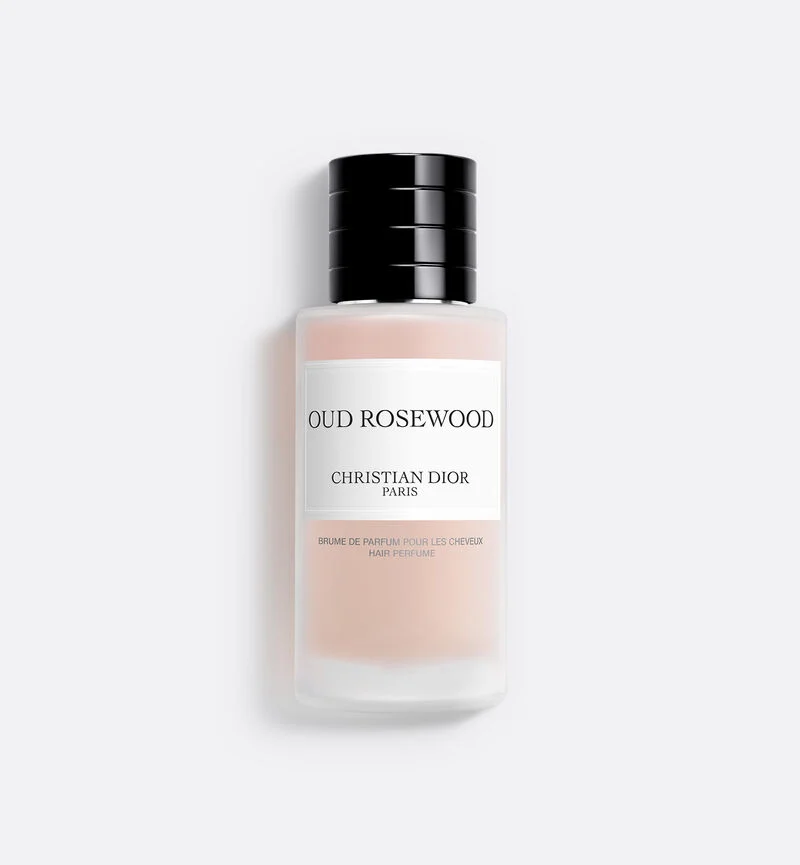 OUD ROSEWOOD
CHRISTIAN DIOR
PARIS
BRUME DE PARFUM POUR LES CHEVEUX
HAIR PERFUME